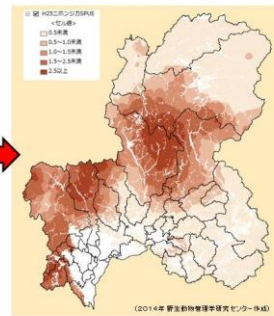 H25ニホンジカSPUE
<セル値>
0.5未満
0.5~1.0未満
1.0~1.5未満
1.5~2.5未満
2.5以上
(2014年 野生動物管理学研究センター作成)